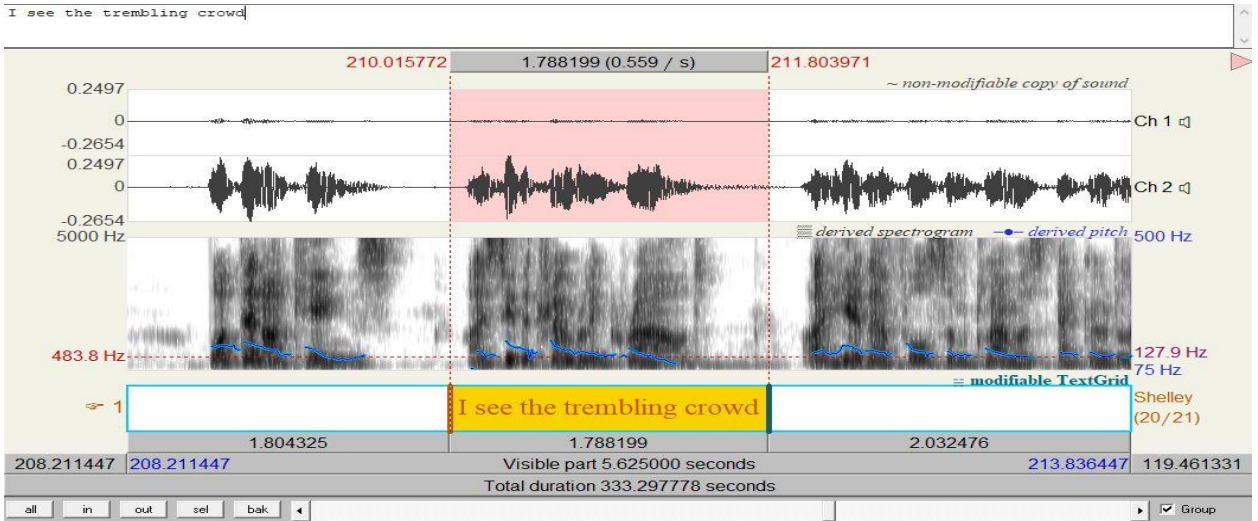 I see the trembling crowd
210.015772 1.788199 (0.559 / s) 211.803971
0.2497 ~ non-modifiable copy of sound
0 Ch 1
-0.2654
0.2497
0 Ch 2
-0.2654
5000 Hz derived spectrogram derived pitch 500 Hz
483.8 Hz 127.9 Hz
75 Hz
modifiable TextGrid
1 I see the trembling crowd Shelley
(20/21)
1.804325 1.788199 2.032476
208.211447 208.211447 Visible part 5.625000 seconds 213.836447 119.461331
Total duration 333.297778 seconds
all in out sel bak Group